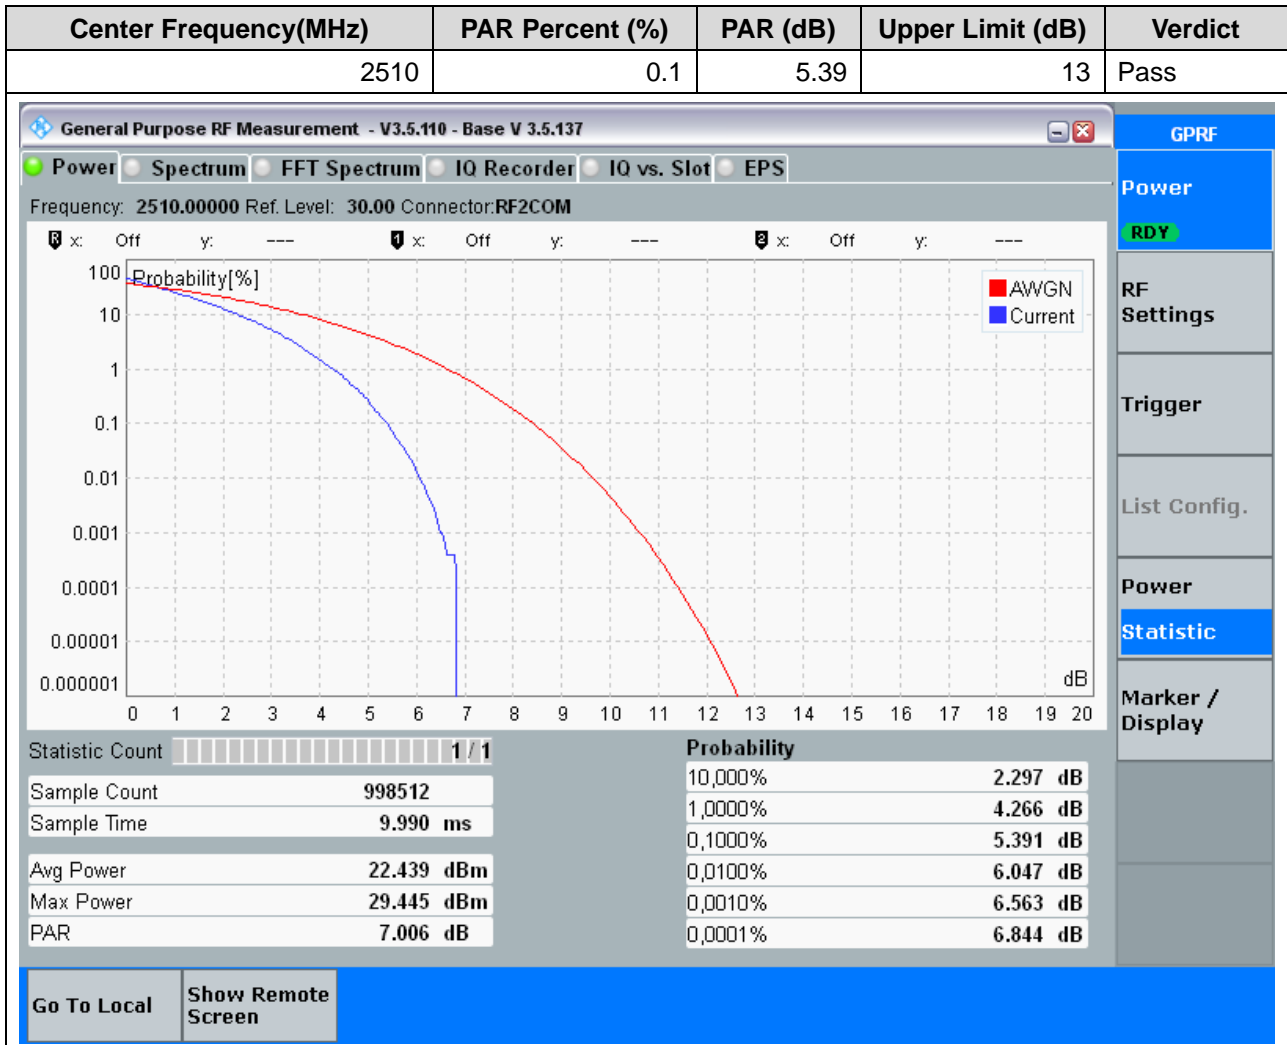 Center Frequency(MHz) PAR Percent (%) PAR (dB) Upper Limit (dB) Verdict
2510 0.1 5.39 13 Pass
General Purpose RF Measurement - V3.5.110 - Base V 3.5.137
GPRF
Power Spectrum FFT Spectrum IQ Recorder IQ vs. Slot EPS
Frequency: 2510.00000 Ref. Level: 30.00 Connector:RF2COM
R x: Off y: --- 1 x: Off y: --- 2 x: Off y: ---
Power
RDY
RF
Settings
Trigger
List Config.
Power
Statistic
Marker /
Display
Probability[%]
AWGN
Current
100
10
1
0.1
0.01
0.001
0.0001
0.00001
0.000001
dB
0 1 2 3 4 5 6 7 8 9 10 11 12 13 14 15 16 17 18 19 20
Statistic Count 1 / 1
Sample Count 998512
Sample Time 9.990 ms
Avg Power 22.439 dBm
Max Power 29.445 dBm
PAR 7.006 dB
Probability
10,000% 2.297 dB
1,0000% 4.266 dB
0,1000% 5.391 dB
0,0100% 6.047 dB
0,0010% 6.563 dB
0,0001% 6.844 dB
Go To Local
Show Remote
Screen